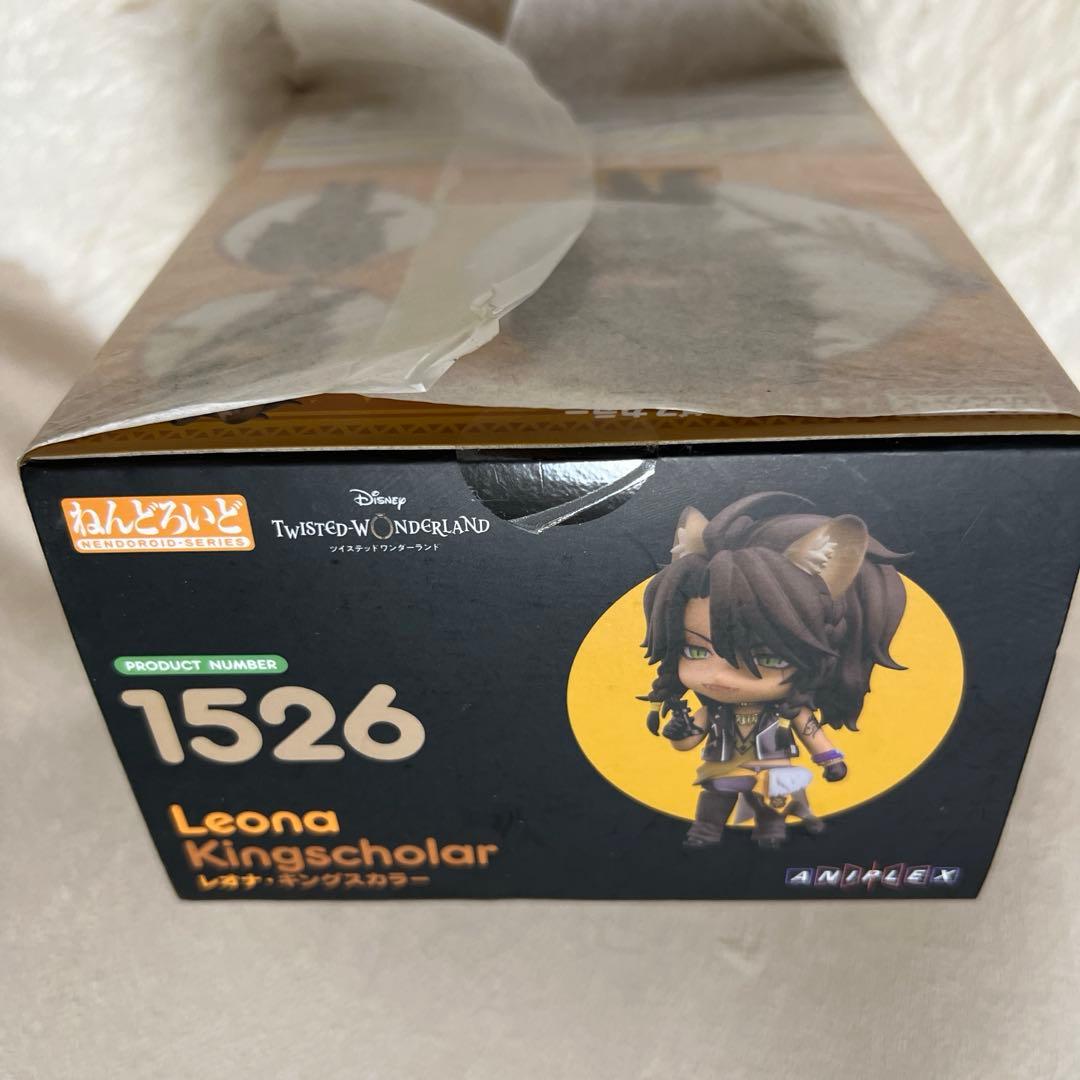 ねんどろいど
NENDOROID-SERIES
Disney
TWISTED-WONDERLAND
ツイステッドワンダーランド
PRODUCT NUMBER
1526
Leona
Kingscholar
レオナ・キングスカラー
ANIPLEX